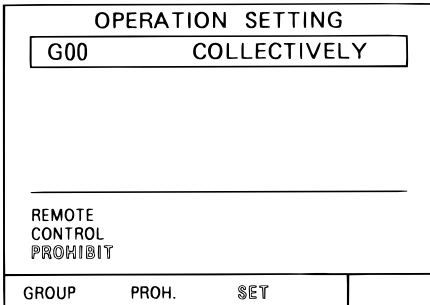 OPERATION SETTING
G00 COLLECTIVELY
REMOTE
CONTROL
PROHIBIT
GROUP PROH. SET